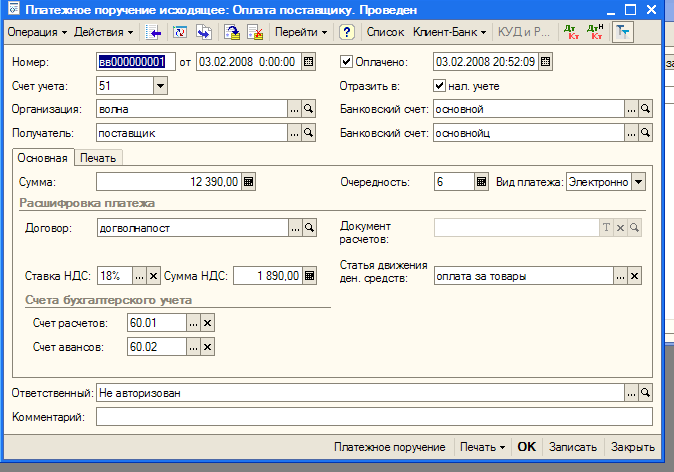 Платежное поручение исходящее: Оплата поставщику. Проведен
Операция Действия Перейти ? Список Клиент-Банк КУД и Р... Дт Кт Дт Н Кт Тт
Номер: вв000000001 от 03.02.2008 0:00:00 Оплачено: 03.02.2008 20:52:09
Счет учета: 51 Отразить в: нал. учете
Организация: волна ... Банковский счет: основной ...
Получатель: поставщик ... Банковский счет: основнойц ...
Основная Печать
Сумма: 12 390,00 Очередность: 6 Вид платежа: Электронно
Расшифровка платежа
Договор: договолнапост ... Документ расчетов: T
Ставка НДС: 18% ... Сумма НДС: 1 890,00 Статья движения ден. средств: оплата за товары ...
Счета бухгалтерского учета
Счет расчетов: 60.01 ...
Счет авансов: 60.02 ...
Ответственный: Не авторизован ...
Комментарий:
Платежное поручение Печать OK Записать Закрыть